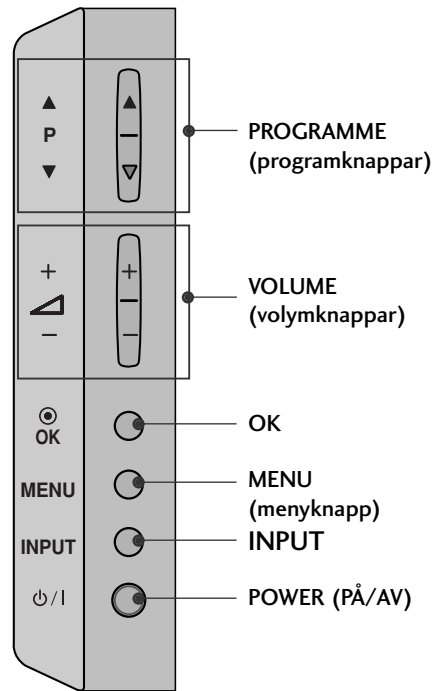 P
PROGRAMME
(programknappar)
+ +
VOLUME
(volymknappar)
− −
OK
OK
MENU
MENU
(menyknapp)
INPUT
INPUT
⏻/I
POWER (PÅ/AV)